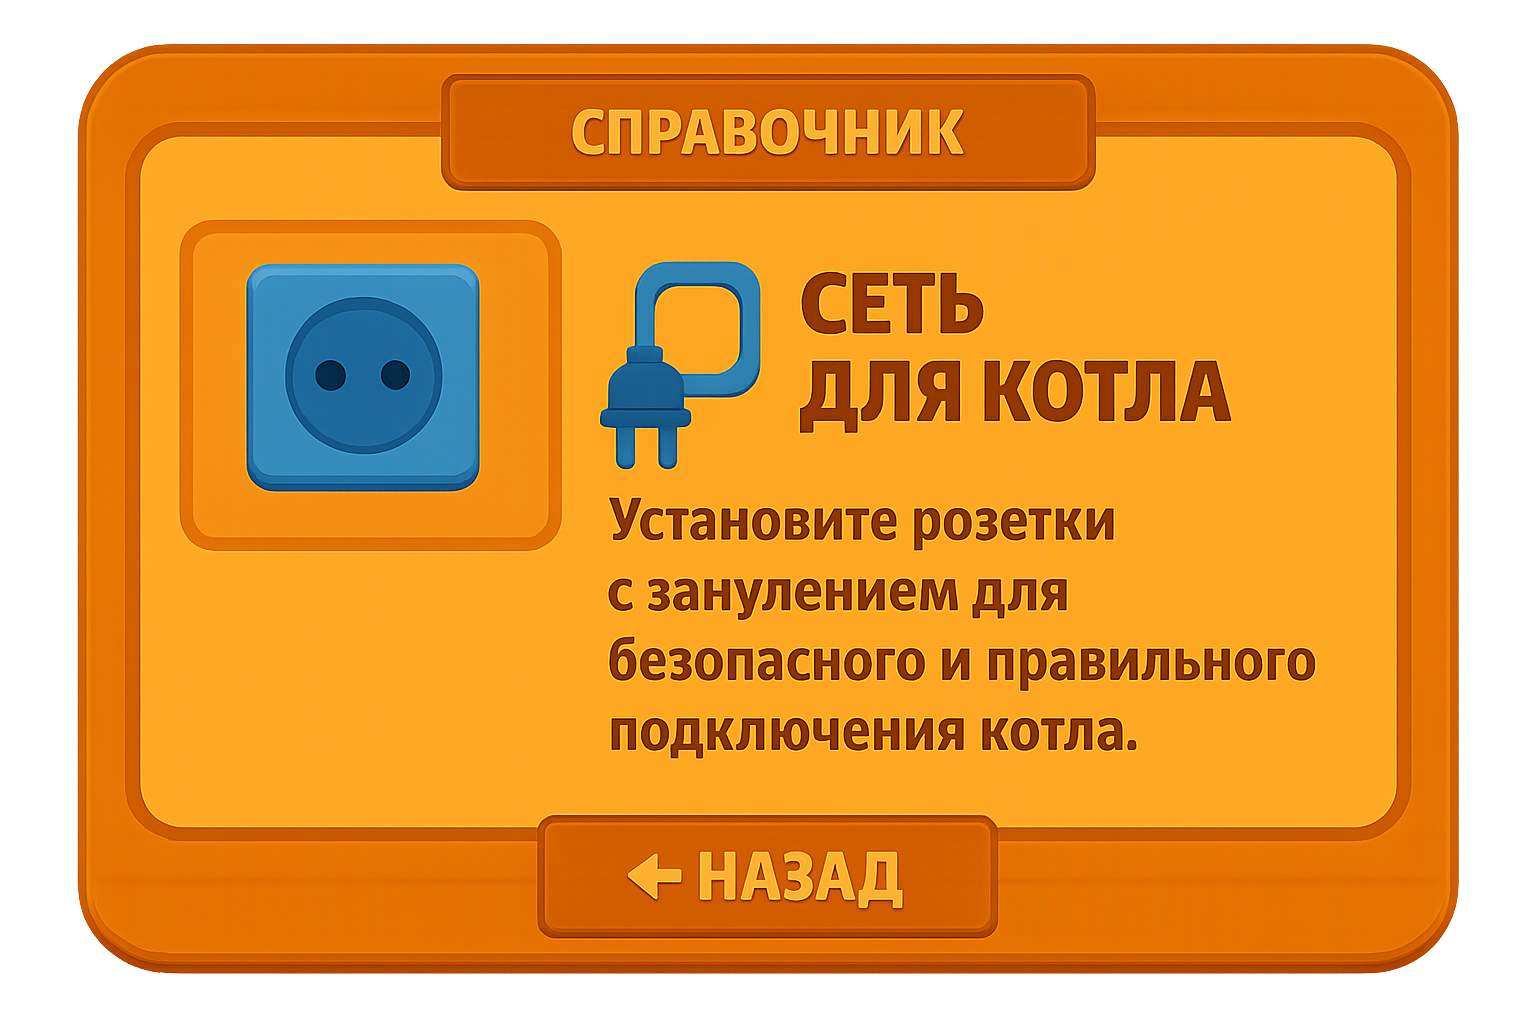 СПРАВОЧНИК
СЕТЬ
ДЛЯ КОТЛА
Установите розетки
с занулением для
безопасного и правильного
подключения котла.
← НАЗАД